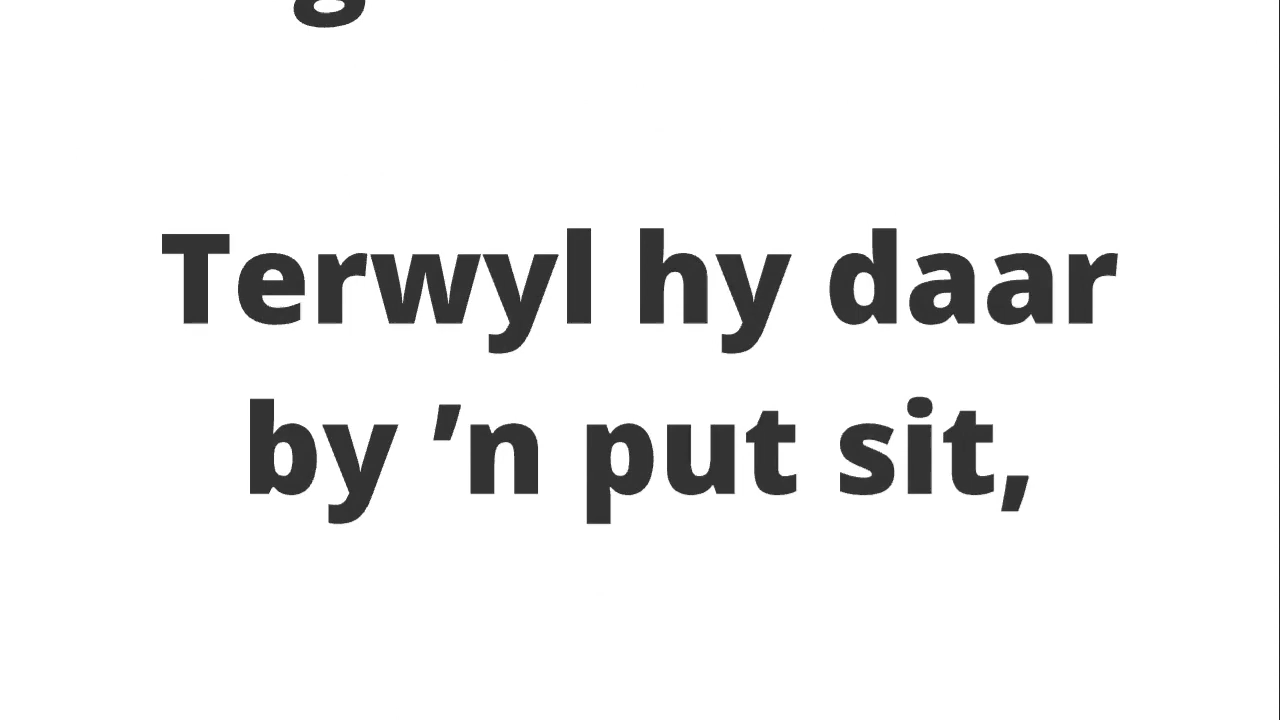 Terwyl hy daar
by ’n put sit,